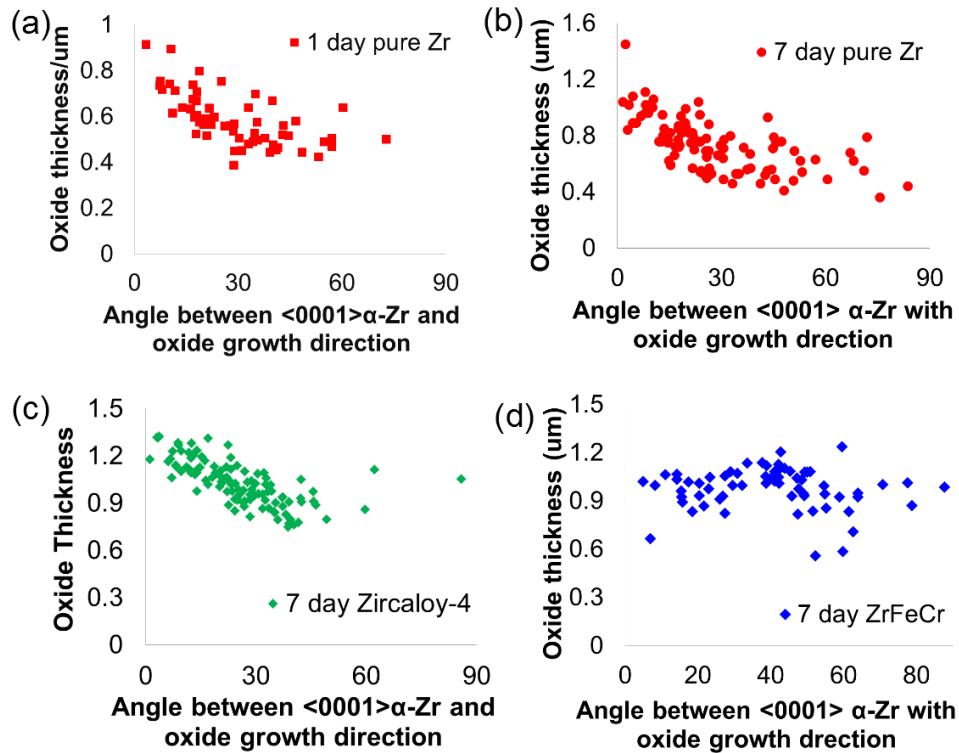 (a)
Oxide thickness/um
1
0.8
0.6
0.4
0.2
0
1 day pure Zr
0
30
60
90
Angle between <0001>α-Zr and
oxide growth direction
(b)
Oxide thickness (um)
1.6
1.2
0.8
0.4
0
7 day pure Zr
0
30
60
90
Angle between <0001> α-Zr with
oxide growth drection
(c)
Oxide Thickness
1.5
1.2
0.9
0.6
0.3
0
7 day Zircaloy-4
0
30
60
90
Angle between <0001>α-Zr and
oxide growth direction
(d)
Oxide thickness (um)
1.5
1.2
0.9
0.6
0.3
0
7 day ZrFeCr
0
20
40
60
80
Angle between <0001> α-Zr with
oxide growth direction